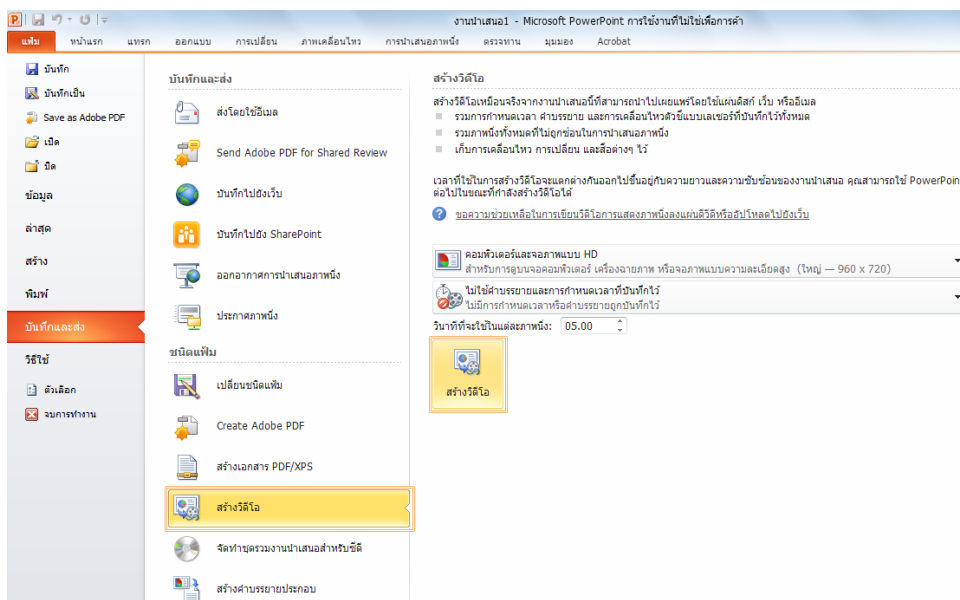 งานนำเสนอ1 - Microsoft PowerPoint การใช้งานที่ไม่ใช่เพื่อการค้า
แฟ้ม หน้าแรก แทรก ออกแบบ การเปลี่ยน ภาพเคลื่อนไหว การนำเสนอภาพนิ่ง ตรวจทาน มุมมอง Acrobat
บันทึก
บันทึกเป็น
Save as Adobe PDF
เปิด
ปิด
ข้อมูล
ล่าสุด
สร้าง
พิมพ์
บันทึกและส่ง
วิธีใช้
ตัวเลือก
จบการทำงาน
บันทึกและส่ง
ส่งโดยใช้อีเมล
Send Adobe PDF for Shared Review
บันทึกไปยังเว็บ
บันทึกไปยัง SharePoint
ออกอากาศการนำเสนอภาพนิ่ง
ประกาศภาพนิ่ง
ชนิดแฟ้ม
เปลี่ยนชนิดแฟ้ม
Create Adobe PDF
สร้างเอกสาร PDF/XPS
สร้างวิดีโอ
จัดทำชุดรวมงานนำเสนอสำหรับซีดี
สร้างคำบรรยายประกอบ
สร้างวิดีโอ
สร้างวิดีโอเหมือนจริงจากงานนำเสนอนี้ที่สามารถนำไปเผยแพร่โดยใช้แผ่นดิสก์ เว็บ หรืออีเมล
รวมการกำหนดเวลา คำบรรยาย และการเคลื่อนไหวตัวชี้แบบเลเซอร์ที่บันทึกไว้ทั้งหมด
รวมภาพนิ่งทั้งหมดที่ไม่ถูกซ่อนในการนำเสนอภาพนิ่ง
เก็บการเคลื่อนไหว การเปลี่ยน และสื่อต่างๆ ไว้
เวลาที่ใช้ในการสร้างวิดีโอจะแตกต่างกันออกไปขึ้นอยู่กับความยาวและความซับซ้อนของงานนำเสนอ คุณสามารถใช้ PowerPoin
ต่อไปในขณะที่กำลังสร้างวิดีโอได้
ขอความช่วยเหลือในการเขียนวิดีโอการแสดงภาพนิ่งลงแผ่นดีวีดีหรืออัปโหลดไปยังเว็บ
คอมพิวเตอร์และจอภาพแบบ HD
สำหรับการดูบนจอคอมพิวเตอร์ เครื่องฉายภาพ หรือจอภาพแบบความละเอียดสูง (ใหญ่ — 960 x 720)
ไม่ใช้คำบรรยายและการกำหนดเวลาที่บันทึกไว้
ไม่มีการกำหนดเวลาหรือคำบรรยายถูกบันทึกไว้
วินาทีที่จะใช้ในแต่ละภาพนิ่ง: 05.00
สร้างวิดีโอ